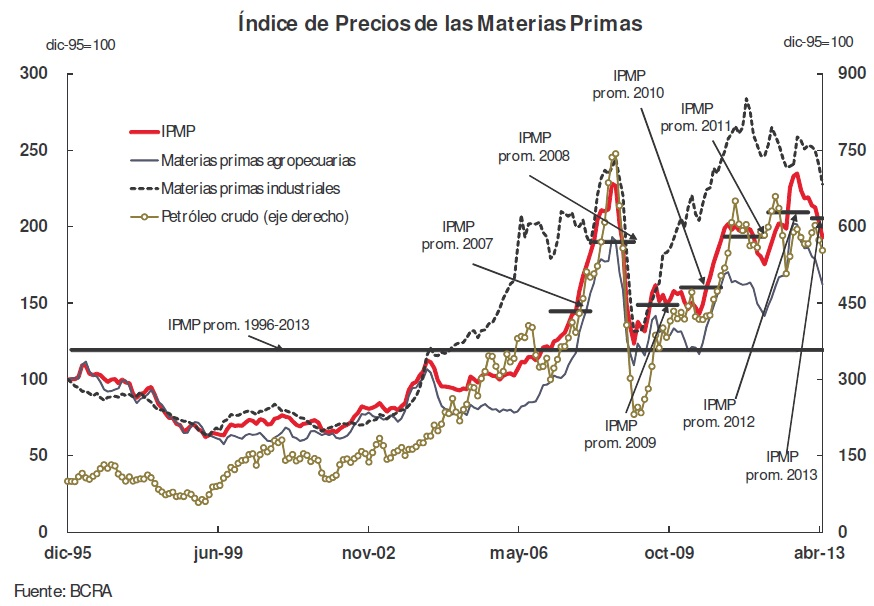 Índice de Precios de las Materias Primas
dic-95=100
dic-95=100
300
250
200
150
100
50
0
900
750
600
450
300
150
0
IPMP
Materias primas agropecuarias
Materias primas industriales
Petróleo crudo (eje derecho)
IPMP
prom. 2007
IPMP
prom. 2008
IPMP
prom. 2010
IPMP
prom. 2011
IPMP prom. 1996-2013
IPMP
prom. 2009
IPMP
prom. 2012
IPMP
prom. 2013
dic-95
jun-99
nov-02
may-06
oct-09
abr-13
Fuente: BCRA